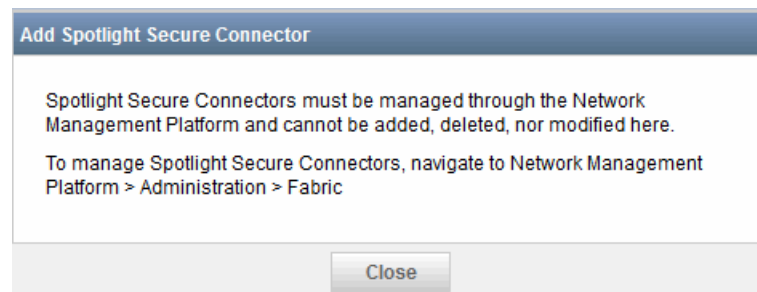 Add Spotlight Secure Connector
Spotlight Secure Connectors must be managed through the Network
Management Platform and cannot be added, deleted, nor modified here.
To manage Spotlight Secure Connectors, navigate to Network Management
Platform > Administration > Fabric
Close